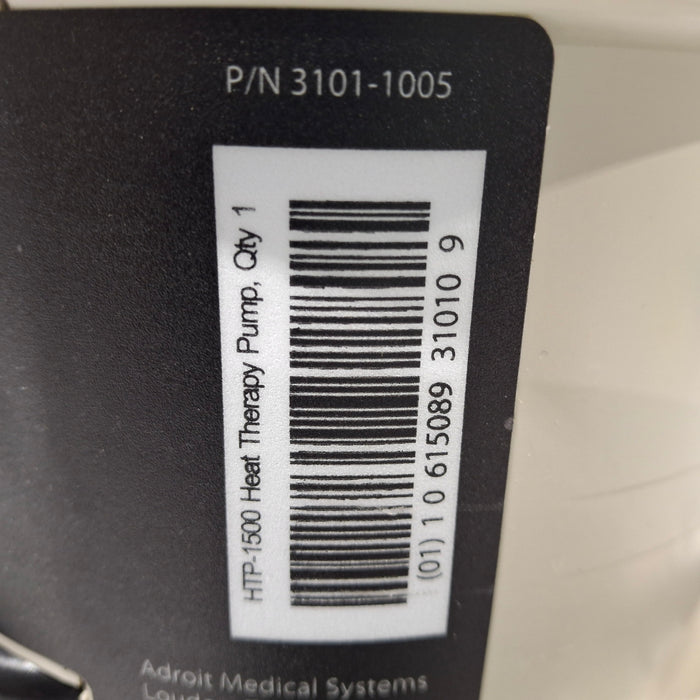 P/N 3101-1005
HTP-1500 Heat Therapy Pump, Qty 1
(01) 1 0 615089 31010 9
Adroit Medical Systems